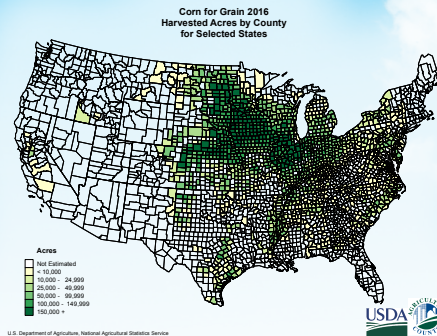 Corn for Grain 2016
Harvested Acres by County
for Selected States
Acres
Not Estimated
< 10,000
10,000 - 24,999
25,000 - 49,999
50,000 - 99,999
100,000 - 149,999
150,000 +
USDA
U.S. Department of Agriculture, National Agricultural Statistics Service